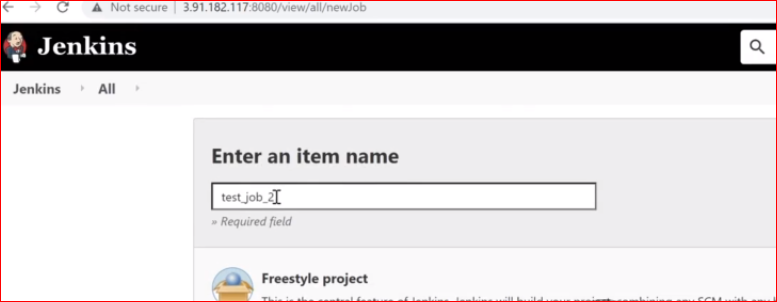 Not secure | 3.91.182.117:8080/view/all/newJob
Jenkins
Jenkins All
Enter an item name
test_job_2
» Required field
Freestyle project
This is the central feature of Jenkins. Jenkins will build your project, combining any SCM with any